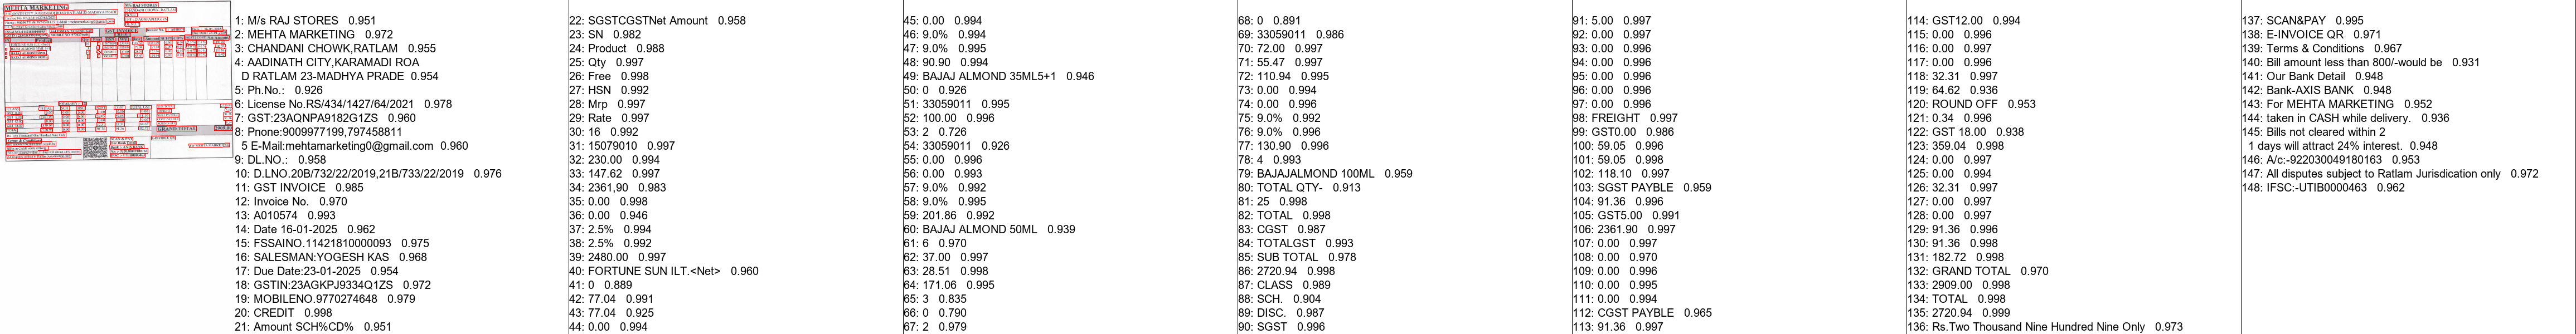 1: M/s RAJ STORES 0.951
2: MEHTA MARKETING 0.972
3: CHANDANI CHOWK,RATLAM 0.955
4: AADINATH CITY,KARAMADI ROA
D RATLAM 23-MADHYA PRADE 0.954
5: Ph.No.: 0.926
6: License No.RS/434/1427/64/2021 0.978
7: GST:23AQNPA9182G1ZS 0.960
8: Pnone:9009977199,797458811
5 E-Mail:mehtamarketing0@gmail.com 0.960
9: DL.NO.: 0.958
10: D.LNO.20B/732/22/2019,21B/733/22/2019 0.976
11: GST INVOICE 0.985
12: Invoice No. 0.970
13: A010574 0.993
14: Date 16-01-2025 0.962
15: FSSAINO.11421810000093 0.975
16: SALESMAN:YOGESH KAS 0.968
17: Due Date:23-01-2025 0.954
18: GSTIN:23AGKPJ9334Q1ZS 0.972
19: MOBILENO.9770274648 0.979
20: CREDIT 0.998
21: Amount SCH%CD% 0.951
22: SGSTCGSTNet Amount 0.958
23: SN 0.982
24: Product 0.988
25: Qty 0.997
26: Free 0.998
27: HSN 0.992
28: Mrp 0.997
29: Rate 0.997
30: 16 0.992
31: 15079010 0.997
32: 230.00 0.994
33: 147.62 0.997
34: 2361,90 0.983
35: 0.00 0.998
36: 0.00 0.946
37: 2.5% 0.994
38: 2.5% 0.992
39: 2480.00 0.997
40: FORTUNE SUN ILT.<Net> 0.960
41: 0 0.889
42: 77.04 0.991
43: 77.04 0.925
44: 0.00 0.994
45: 0.00 0.994
46: 9.0% 0.994
47: 9.0% 0.995
48: 90.90 0.994
49: BAJAJ ALMOND 35ML5+1 0.946
50: 0 0.926
51: 33059011 0.995
52: 100.00 0.996
53: 2 0.726
54: 33059011 0.926
55: 0.00 0.996
56: 0.00 0.993
57: 9.0% 0.992
58: 9.0% 0.995
59: 201.86 0.992
60: BAJAJ ALMOND 50ML 0.939
61: 6 0.970
62: 37.00 0.997
63: 28.51 0.998
64: 171.06 0.995
65: 3 0.835
66: 0 0.790
67: 2 0.979
68: 0 0.891
69: 33059011 0.986
70: 72.00 0.997
71: 55.47 0.997
72: 110.94 0.995
73: 0.00 0.994
74: 0.00 0.996
75: 9.0% 0.992
76: 9.0% 0.996
77: 130.90 0.996
78: 4 0.993
79: BAJAJALMOND 100ML 0.959
80: TOTAL QTY- 0.913
81: 25 0.998
82: TOTAL 0.998
83: CGST 0.987
84: TOTALGST 0.993
85: SUB TOTAL 0.978
86: 2720.94 0.998
87: CLASS 0.989
88: SCH. 0.904
89: DISC. 0.987
90: SGST 0.996
91: 5.00 0.997
92: 0.00 0.997
93: 0.00 0.996
94: 0.00 0.996
95: 0.00 0.996
96: 0.00 0.996
97: 0.00 0.996
98: FREIGHT 0.997
99: GST0.00 0.986
100: 59.05 0.996
101: 59.05 0.998
102: 118.10 0.997
103: SGST PAYBLE 0.959
104: 91.36 0.996
105: GST5.00 0.991
106: 2361.90 0.997
107: 0.00 0.997
108: 0.00 0.970
109: 0.00 0.996
110: 0.00 0.995
111: 0.00 0.994
112: CGST PAYBLE 0.965
113: 91.36 0.997
114: GST12.00 0.994
115: 0.00 0.996
116: 0.00 0.997
117: 0.00 0.996
118: 32.31 0.997
119: 64.62 0.936
120: ROUND OFF 0.953
121: 0.34 0.996
122: GST 18.00 0.938
123: 359.04 0.998
124: 0.00 0.997
125: 0.00 0.994
126: 32.31 0.997
127: 0.00 0.997
128: 0.00 0.997
129: 91.36 0.996
130: 91.36 0.998
131: 182.72 0.998
132: GRAND TOTAL 0.970
133: 2909.00 0.998
134: TOTAL 0.998
135: 2720.94 0.999
136: Rs.Two Thousand Nine Hundred Nine Only 0.973
137: SCAN&PAY 0.995
138: E-INVOICE QR 0.971
139: Terms & Conditions 0.967
140: Bill amount less than 800/-would be 0.931
141: Our Bank Detail 0.948
142: Bank-AXIS BANK 0.948
143: For MEHTA MARKETING 0.952
144: taken in CASH while delivery. 0.936
145: Bills not cleared within 2
1 days will attract 24% interest. 0.948
146: A/c:-922030049180163 0.953
147: All disputes subject to Ratlam Jurisdication only 0.972
148: IFSC:-UTIB0000463 0.962